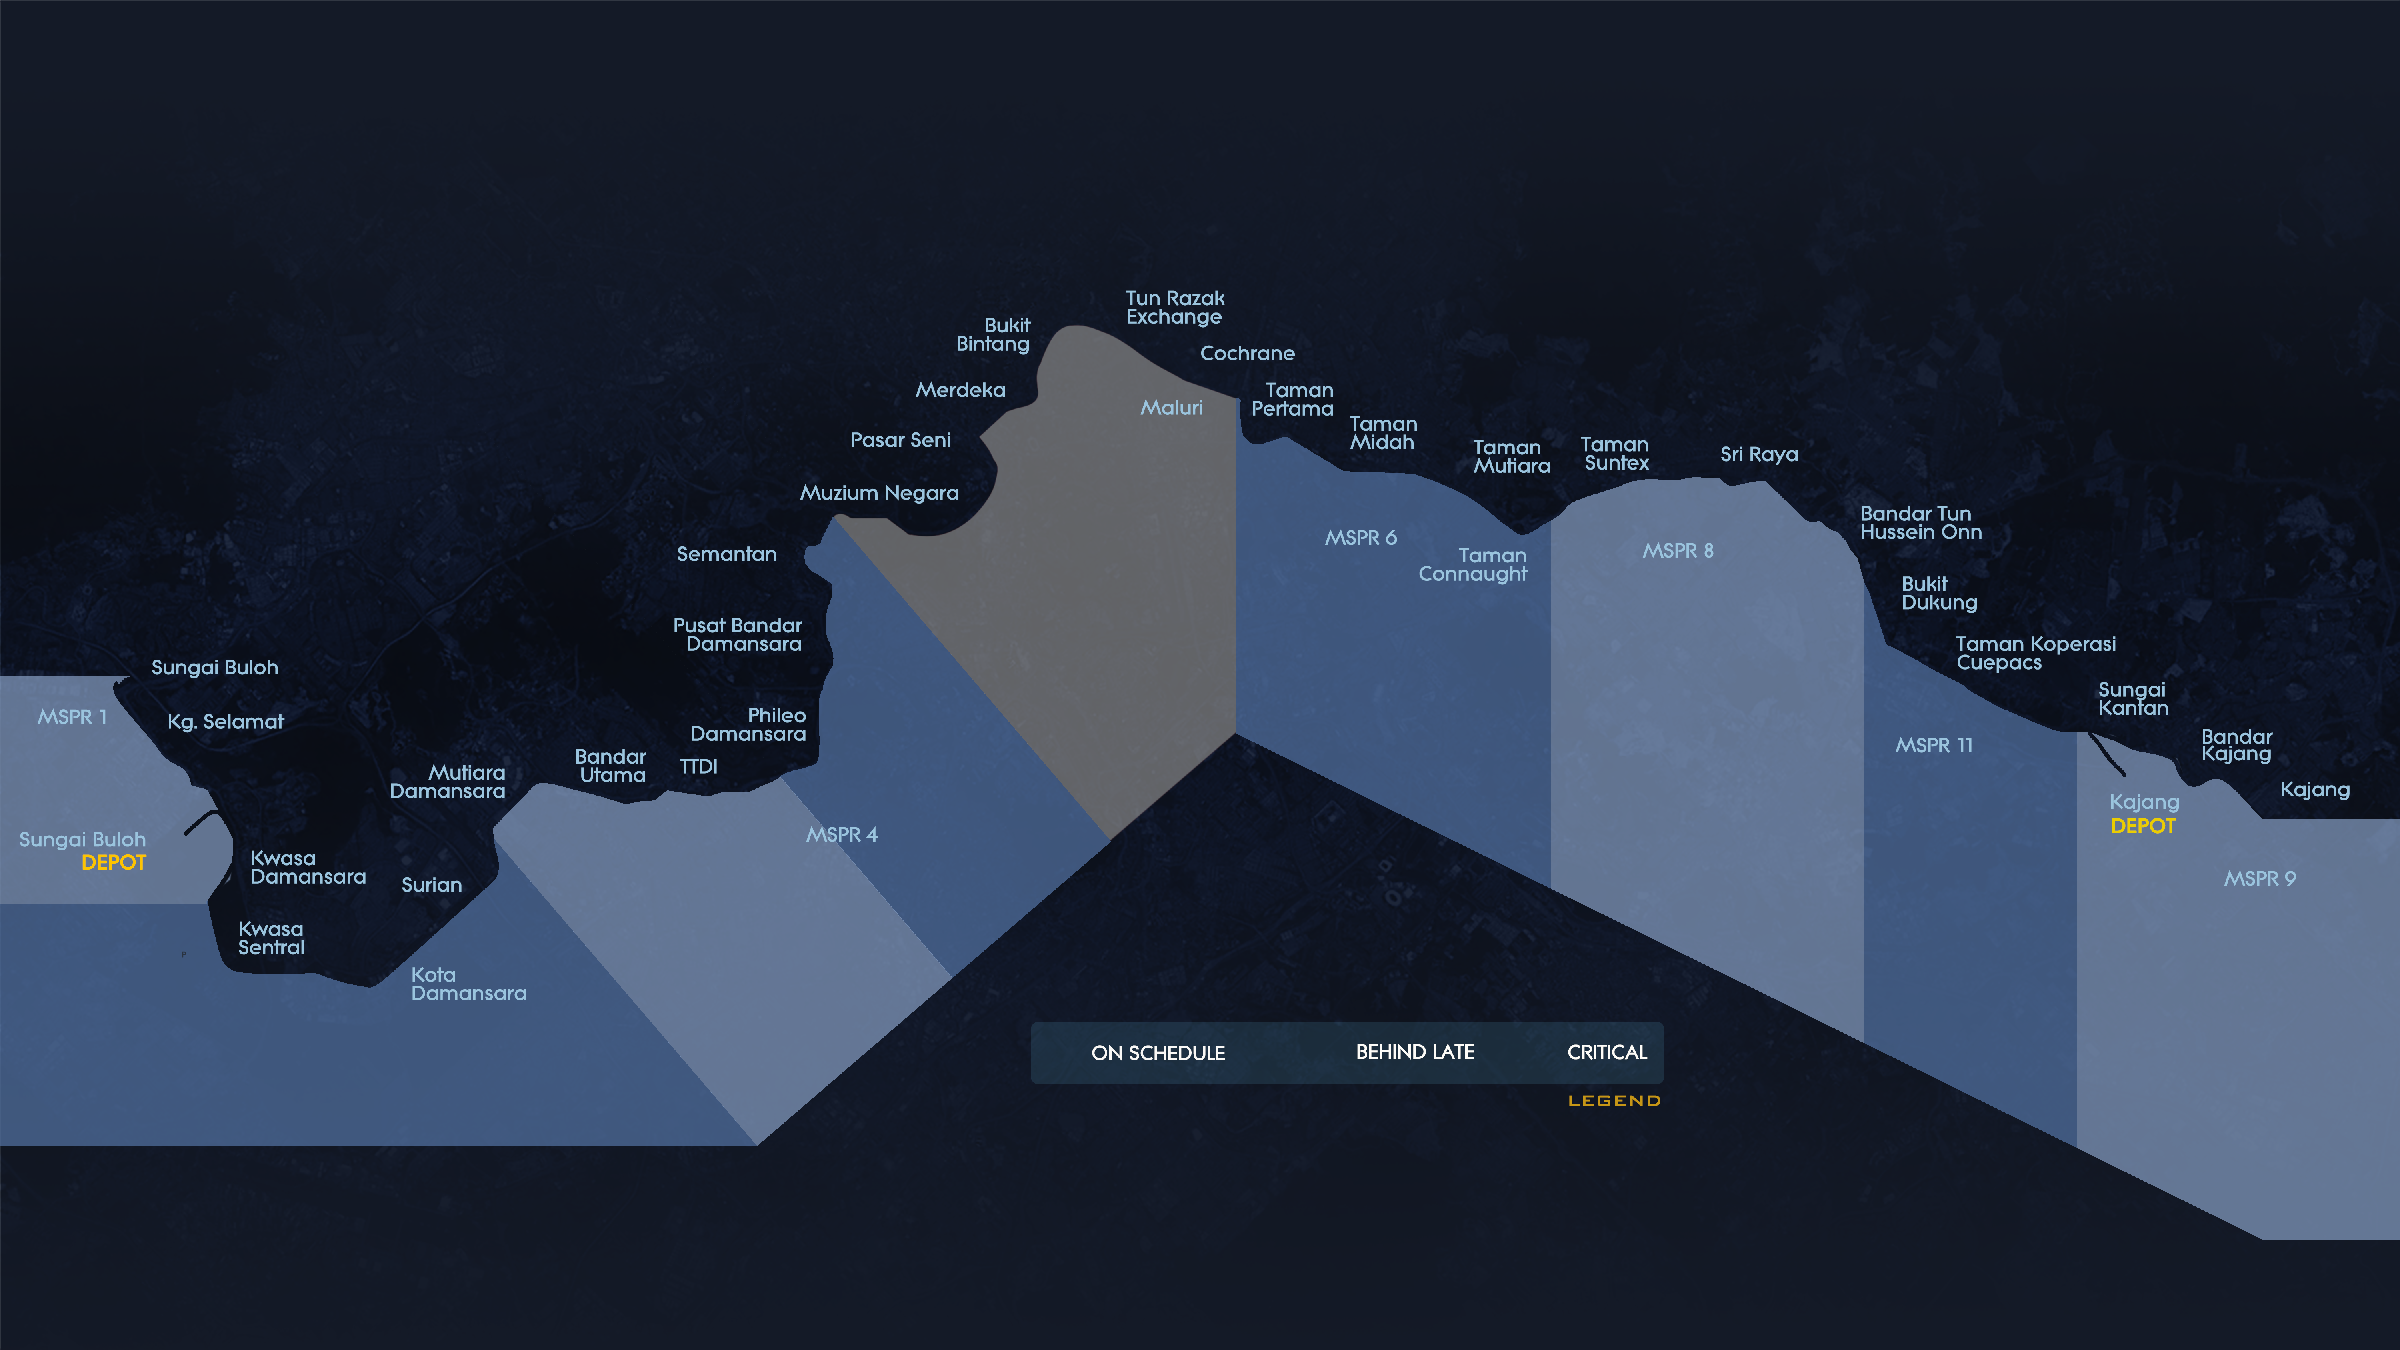 Tun Razak
Exchange
Bukit
Bintang
Cochrane
Merdeka
Taman
Pertama
Maluri
Taman
Midah
Pasar Seni
Taman
Mutiara
Taman
Suntex
Sri Raya
Muzium Negara
Bandar Tun
Hussein Onn
MSPR 6
MSPR 8
Semantan
Taman
Connaught
Bukit
Dukung
Pusat Bandar
Damansara
Taman Koperasi
Cuepacs
Sungai Buloh
Sungai
Kantan
MSPR 1
Kg. Selamat
Phileo
Damansara
Bandar
Kajang
MSPR 11
Bandar
Utama
TTDI
Mutiara
Damansara
Kajang
Kajang
DEPOT
MSPR 4
Sungai Buloh
DEPOT
Kwasa
Damansara
Surian
MSPR 9
Kwasa
Sentral
Kota
Damansara
ON SCHEDULE
BEHIND LATE
CRITICAL
LEGEND